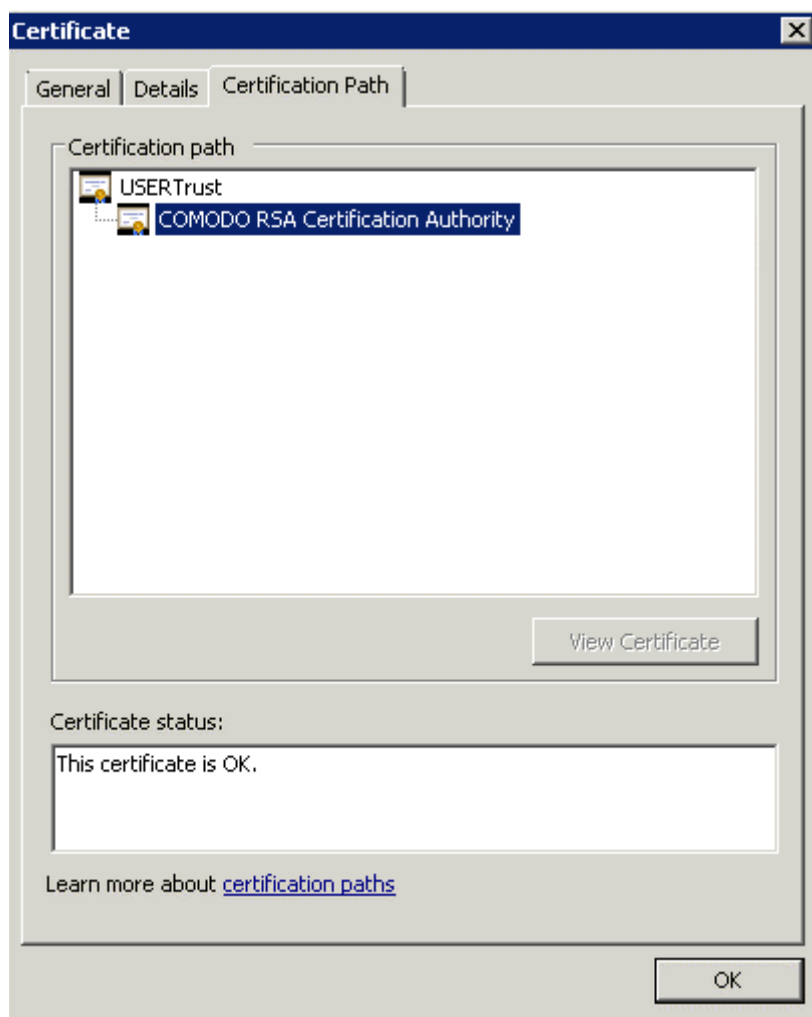 Certificate
General Details Certification Path
Certification path
USERTrust
COMODO RSA Certification Authority
View Certificate
Certificate status:
This certificate is OK.
Learn more about certification paths
OK